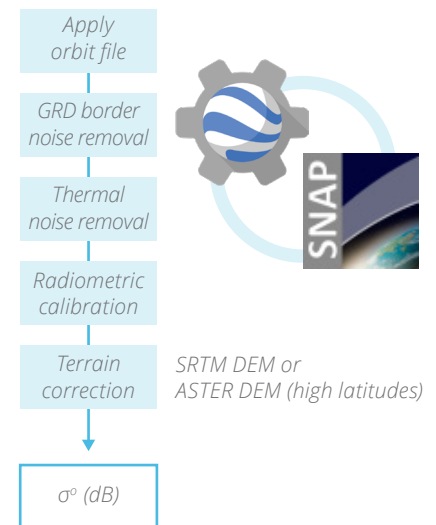 Apply
orbit file
GRD border
noise removal
Thermal
noise removal
Radiometric
calibration
Terrain
correction
SRTM DEM or
ASTER DEM (high latitudes)
σº (dB)
SNAP